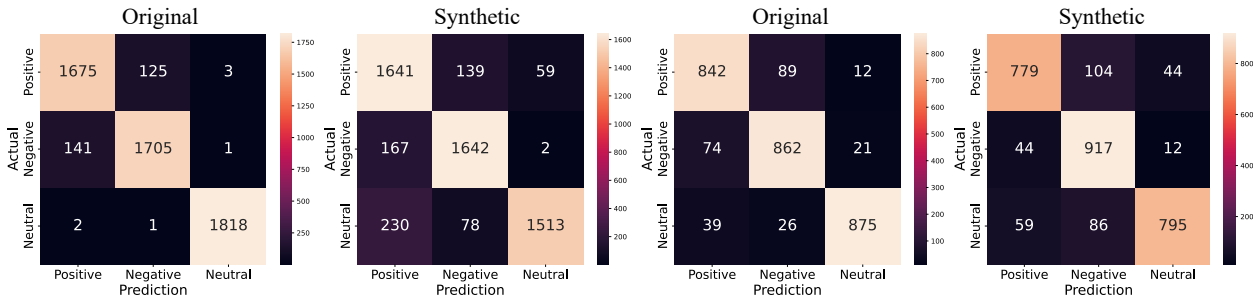 Original
Synthetic
Original
Synthetic
Actual
Positive
Negative
Neutral
1675 125 3
141 1705 1
2 1 1818
Positive Negative Neutral
Prediction
1750
1500
1250
1000
750
500
250
Positive
Negative
Neutral
Actual
1641 139 59
167 1642 2
230 78 1513
Positive Negative Neutral
Prediction
1600
1400
1200
1000
800
600
400
200
Positive
Negative
Neutral
Actual
842 89 12
74 862 21
39 26 875
Positive Negative Neutral
Prediction
800
700
600
500
400
300
200
100
Positive
Negative
Neutral
Actual
779 104 44
44 917 12
59 86 795
Positive Negative Neutral
Prediction
800
600
400
200